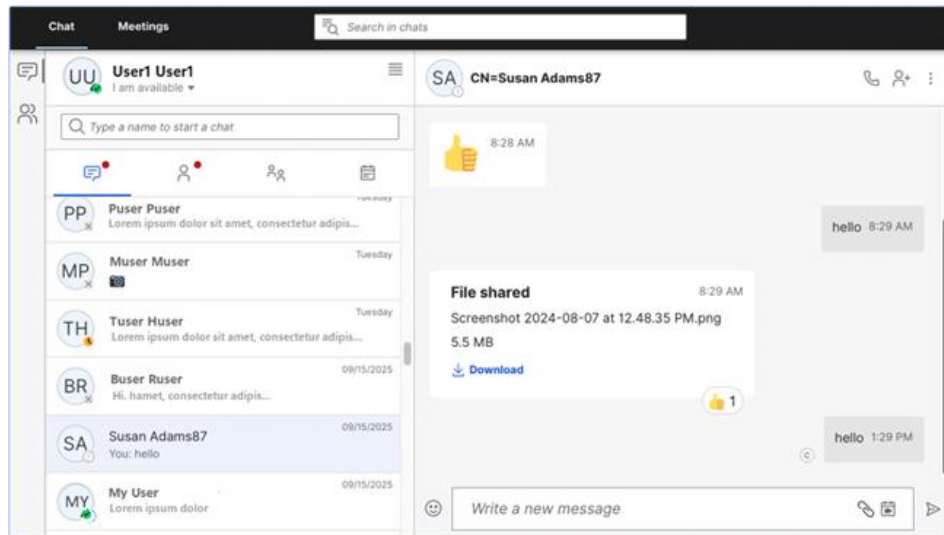 Chat Meetings Search in chats
UU User1 User1
I am available
Type a name to start a chat
Tuesday
PP Puser Puser
Lorem ipsum dolor sit amet, consectetur adipis...
MP Muser Muser Tuesday
TH Tuser Huser Tuesday
Lorem ipsum dolor sit amet, consectetur adipis...
BR Buser Ruser 09/15/2025
Hi. hamet, consectetur adipis...
SA Susan Adams87 09/15/2025
You: hello
MY My User 09/15/2025
Lorem ipsum dolor
SA CN=Susan Adams87
8:28 AM
hello 8:29 AM
File shared 8:29 AM
Screenshot 2024-08-07 at 12.48.35 PM.png
5.5 MB
Download
1
hello 1:29 PM
C
Write a new message